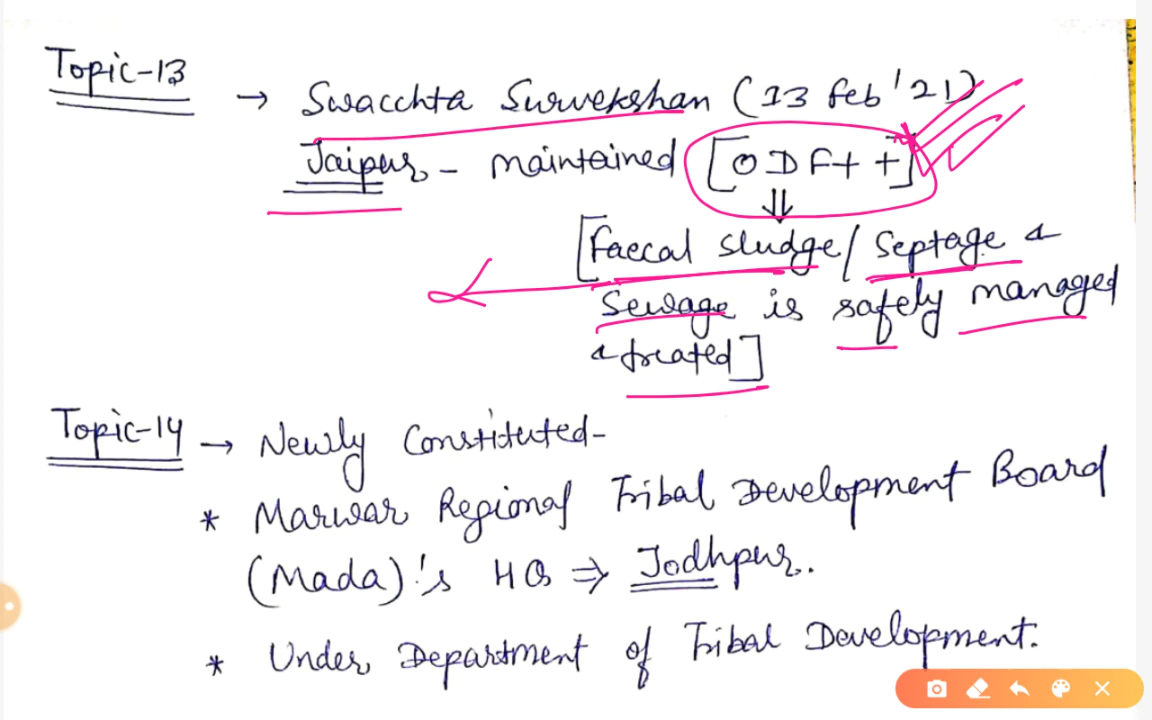 Topic-13
→ Swacchta Survekshan (13 feb '21)
Jaipur - maintained [ODF++]
[Faecal sludge/ Septage &
Sewage is safely managed
& treated]
Topic-14 → Newly Constituted-
* Marwar Regional Tribal Development Board
(Mada)'s HQ ⇒ Jodhpur.
* Under Department of Tribal Development.